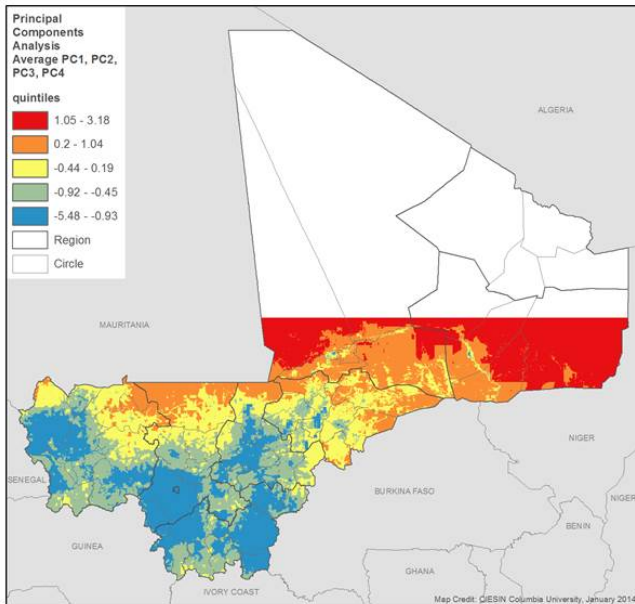 Principal
Components
Analysis
Average PC1, PC2,
PC3, PC4
quintiles
1.05 - 3.18
0.2 - 1.04
-0.44 - 0.19
-0.92 - -0.45
-5.48 - -0.93
Region
Circle
ALGERIA
MAURITANIA
NIGER
SENEGAL
BURKINA FASO
NIGER
BENIN
GUINEA
GHANA
IVORY COAST
Map Credit: CIESIN Columbia University, January 2014